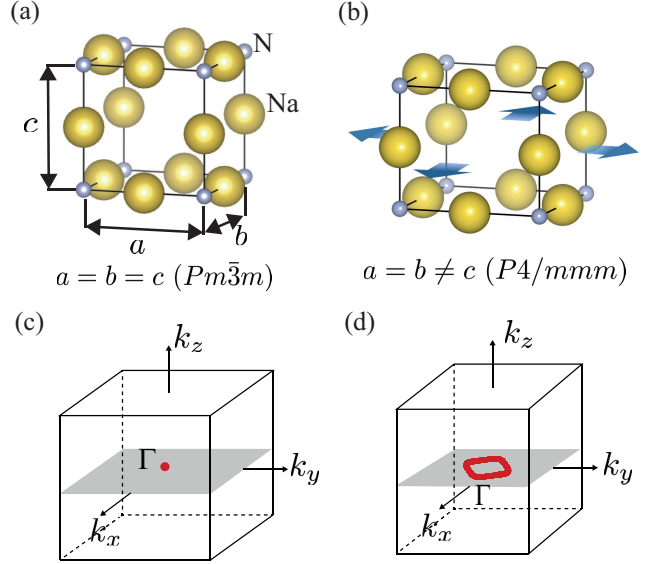 (a)
(b)
N
Na
c
a
b
a = b = c (Pm3̄m)
a = b ≠ c (P4/mmm)
(c)
(d)
k_z
k_z
Γ
k_y
k_y
Γ
k_x
k_x